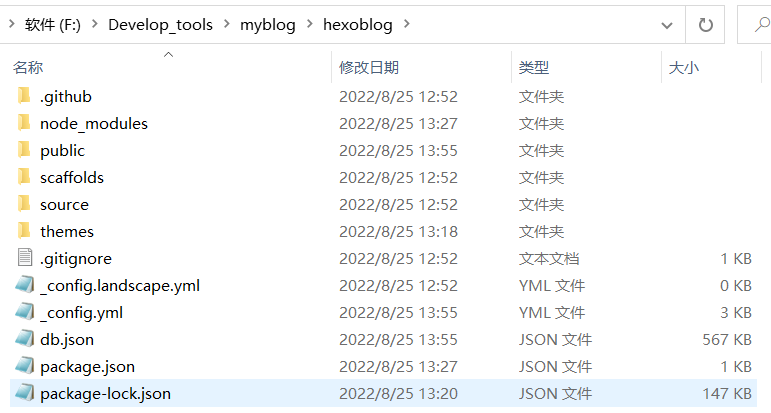 软件 (F:) > Develop_tools > myblog > hexoblog >
名称 修改日期 类型 大小
.github 2022/8/25 12:52 文件夹
node_modules 2022/8/25 13:27 文件夹
public 2022/8/25 13:55 文件夹
scaffolds 2022/8/25 12:52 文件夹
source 2022/8/25 12:52 文件夹
themes 2022/8/25 13:18 文件夹
.gitignore 2022/8/25 12:52 文本文档 1 KB
_config.landscape.yml 2022/8/25 12:52 YML 文件 0 KB
_config.yml 2022/8/25 13:55 YML 文件 3 KB
db.json 2022/8/25 13:55 JSON 文件 567 KB
package.json 2022/8/25 13:27 JSON 文件 1 KB
package-lock.json 2022/8/25 13:20 JSON 文件 147 KB